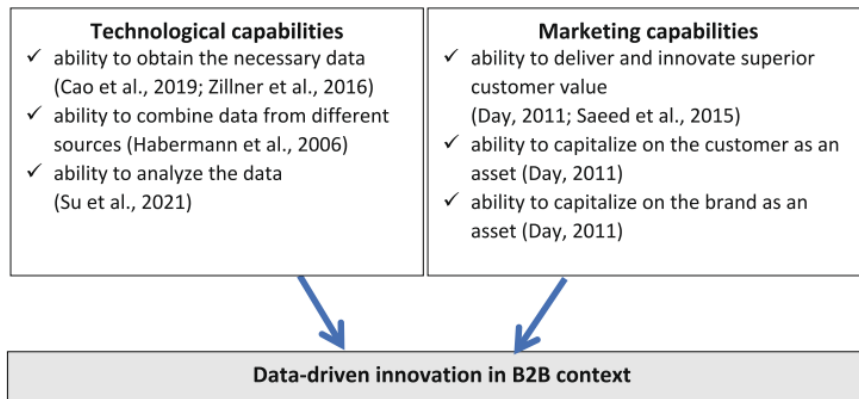 Technological capabilities
✓ ability to obtain the necessary data
(Cao et al., 2019; Zillner et al., 2016)
✓ ability to combine data from different
sources (Habermann et al., 2006)
✓ ability to analyze the data
(Su et al., 2021)
Marketing capabilities
✓ ability to deliver and innovate superior
customer value
(Day, 2011; Saeed et al., 2015)
✓ ability to capitalize on the customer as an
asset (Day, 2011)
✓ ability to capitalize on the brand as an
asset (Day, 2011)
Data-driven innovation in B2B context